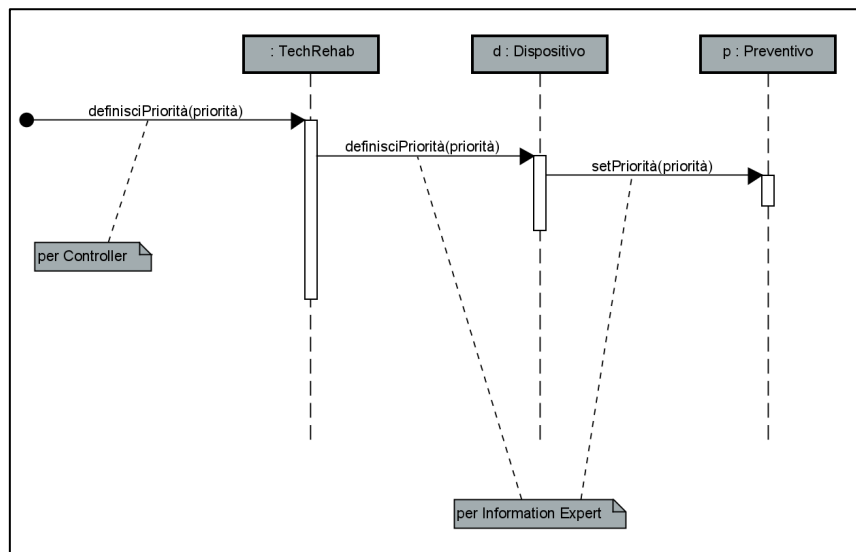 : TechRehab
d : Dispositivo
p : Preventivo
definisciPriorità(priorità)
definisciPriorità(priorità)
setPriorità(priorità)
per Controller
per Information Expert